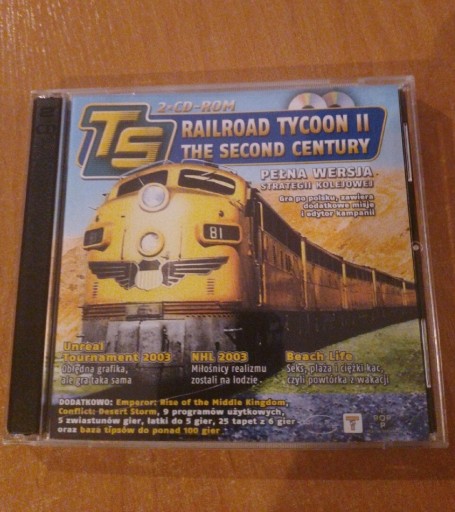 2×CD-ROM
TS
RAILROAD TYCOON II
THE SECOND CENTURY
PEŁNA WERSJA
STRATEGII KOLEJOWEJ
Gra po polsku, zawiera
dodatkowe misje
i edytor kampanii
81
Unreal
Tournament 2003
Obłędna grafika,
ale gra taka sama
NHL 2003
Miłośnicy realizmu
zostali na lodzie
Beach Life
Seks, plaża i ciężki kac,
czyli powtórka z wakacji
DODATKOWO: Emperor: Rise of the Middle Kingdom,
Conflict: Desert Storm, 9 programów użytkowych,
5 zwiastunów gier, łatki do 5 gier, 25 tapet z 6 gier
oraz baza tipsów do ponad 100 gier